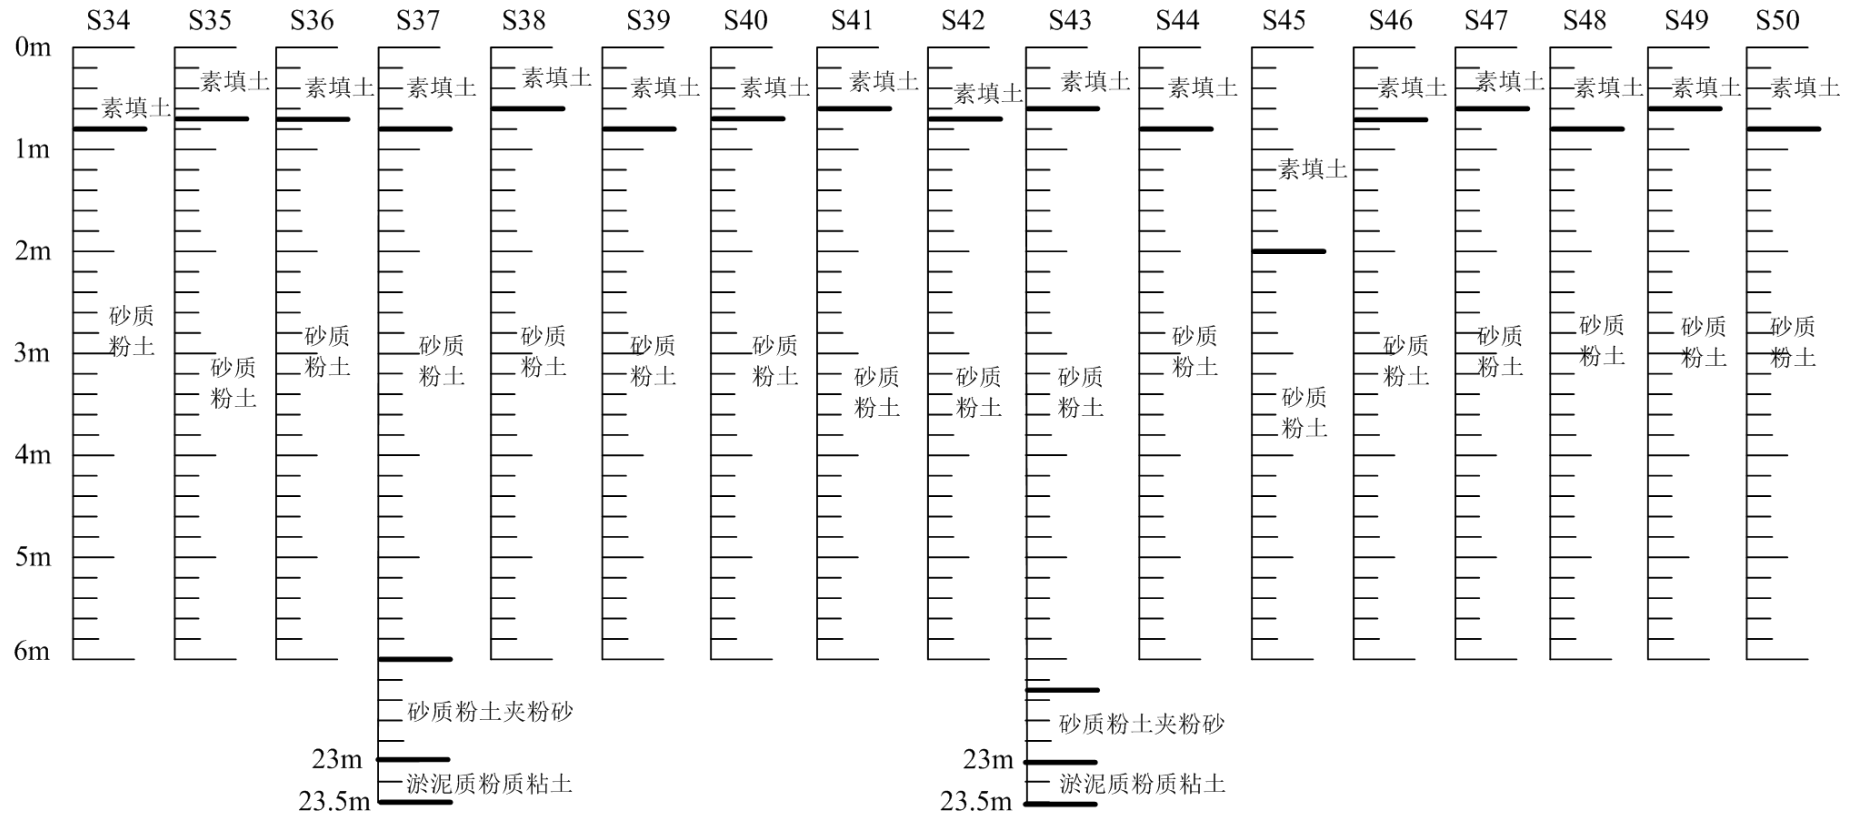 S34 S35 S36 S37 S38 S39 S40 S41 S42 S43 S44 S45 S46 S47 S48 S49 S50
0m
素填土 素填土 素填土 素填土 素填土 素填土 素填土 素填土 素填土 素填土 素填土 素填土 素填土 素填土 素填土 素填土
1m
素填土
2m
砂质 砂质 砂质 砂质 砂质 砂质 砂质 砂质 砂质 砂质 砂质 砂质 砂质 砂质 砂质 砂质 砂质
粉土 粉土 粉土 粉土 粉土 粉土 粉土 粉土 粉土 粉土 粉土 粉土 粉土 粉土 粉土 粉土 粉土
3m
4m
5m
6m
砂质粉土夹粉砂 砂质粉土夹粉砂
23m 23m
淤泥质粉质粘土 淤泥质粉质粘土
23.5m 23.5m